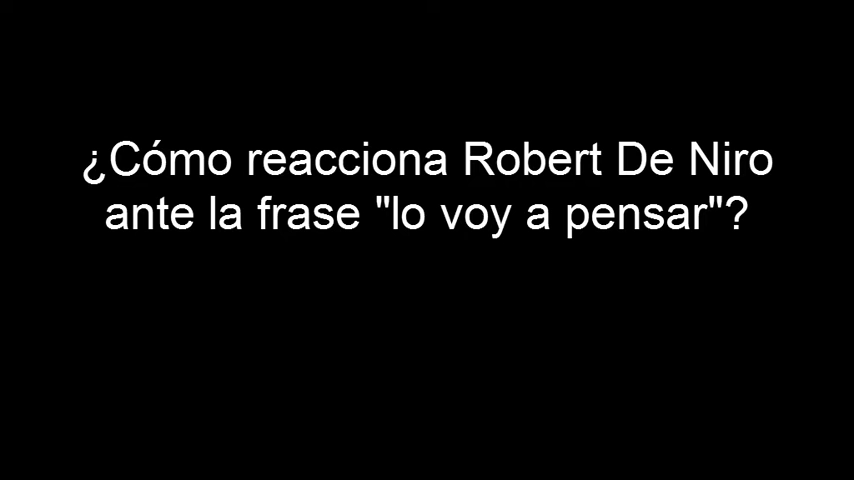 ¿Cómo reacciona Robert De Niro
ante la frase "lo voy a pensar"?